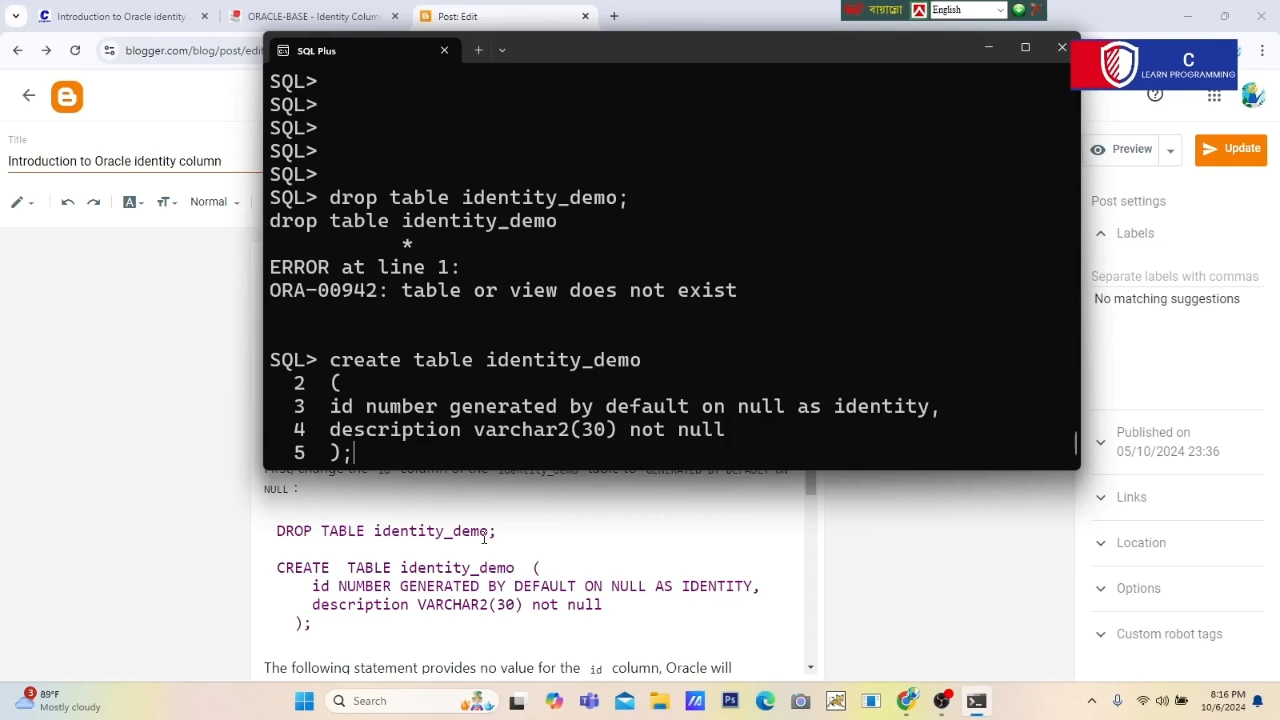 Introduction to Oracle Identity
ORACLE-BASE - Identity Column
Post Edit
English
blogger.com/blog/post/edi
SQL Plus
C
LEARN PROGRAMMING
Title
Introduction to Oracle identity column
Normal
Preview
Update
SQL>
SQL>
SQL>
SQL>
SQL>
SQL> drop table identity_demo;
drop table identity_demo
*
ERROR at line 1:
ORA-00942: table or view does not exist
SQL> create table identity_demo
2 (
3 id number generated by default on null as identity,
4 description varchar2(30) not null
5 );
NULL :
DROP TABLE identity_demo;
CREATE TABLE identity_demo (
id NUMBER GENERATED BY DEFAULT ON NULL AS IDENTITY,
description VARCHAR2(30) not null
);
The following statement provides no value for the id column, Oracle will
Post settings
Labels
Separate labels with commas
No matching suggestions
Published on
05/10/2024 23:36
Links
Location
Options
Custom robot tags
3
89°F
Mostly cloudy
Search
8:16 PM
10/6/2024